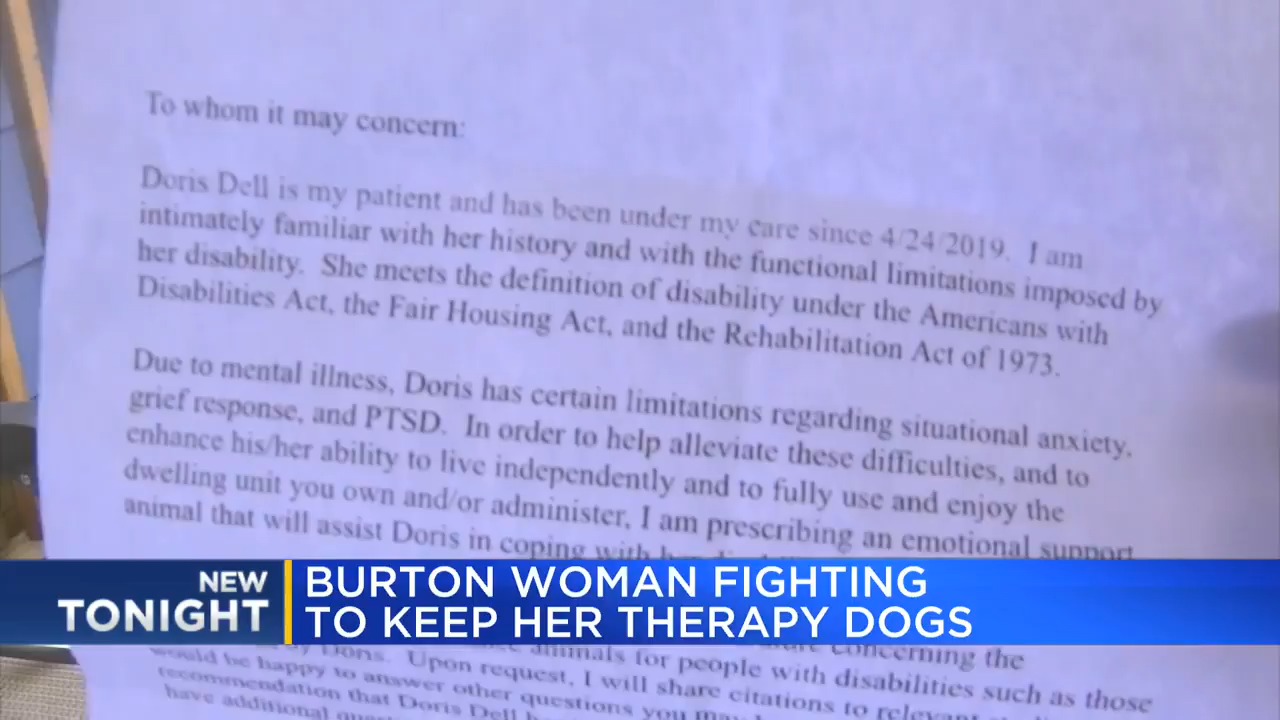 To whom it may concern:
Doris Dell is my patient and has been under my care since 4/24/2019. I am
intimately familiar with her history and with the functional limitations imposed by
her disability. She meets the definition of disability under the Americans with
Disabilities Act, the Fair Housing Act, and the Rehabilitation Act of 1973.
Due to mental illness, Doris has certain limitations regarding situational anxiety,
grief response, and PTSD. In order to help alleviate these difficulties, and to
enhance his/her ability to live independently and to fully use and enjoy the
dwelling unit you own and/or administer, I am prescribing an emotional support
animal that will assist Doris in coping with her
NEW
TONIGHT
BURTON WOMAN FIGHTING
TO KEEP HER THERAPY DOGS
concerning the
Doris. Upon request, I will share citations to
animals for people with disabilities such as those
would be happy to answer other questions you may
recommendation that Doris Dell
have additional